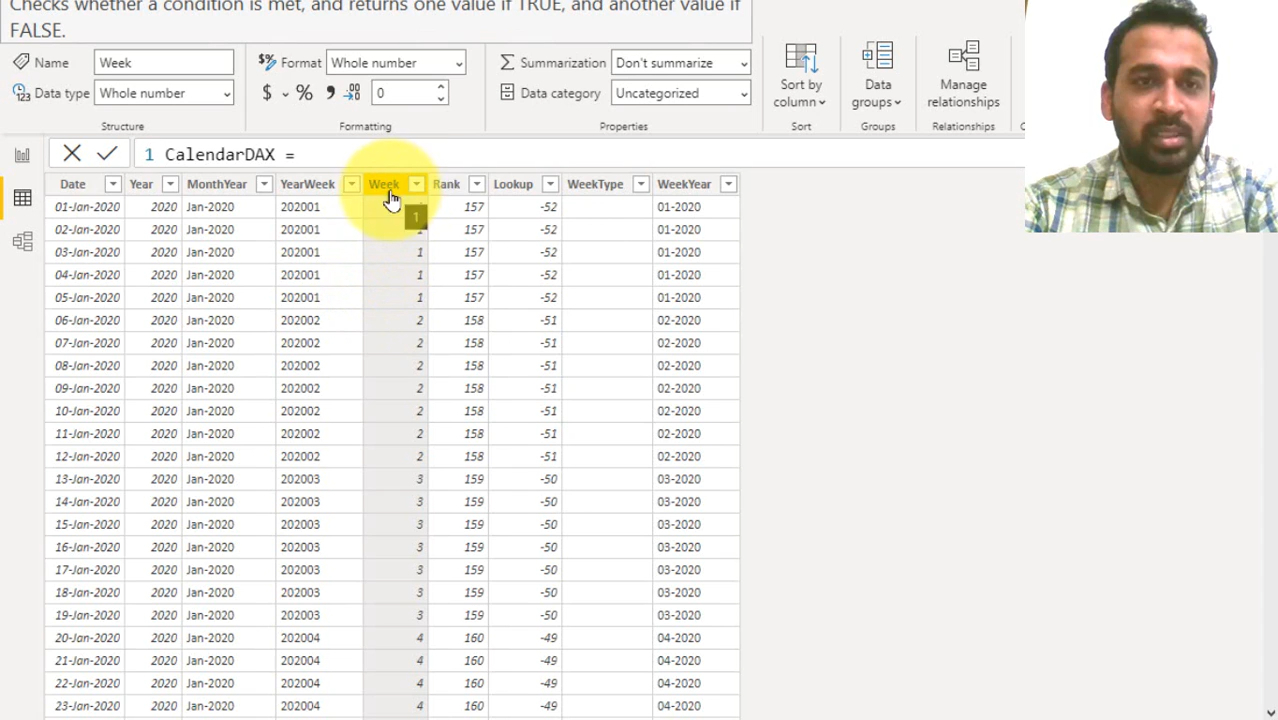 Checks whether a condition is met, and returns one value if TRUE, and another value if
FALSE.
Name Week Format Whole number Summarization Don't summarize
Data type Whole number $ % 0 Data category Uncategorized
Sort by column Data groups Manage relationships
Structure Formatting Properties Sort Groups Relationships
1 CalendarDAX =
Date Year MonthYear YearWeek Week Rank Lookup WeekType WeekYear
01-Jan-2020 2020 Jan-2020 202001 1 157 -52 01-2020
02-Jan-2020 2020 Jan-2020 202001 1 157 -52 01-2020
03-Jan-2020 2020 Jan-2020 202001 1 157 -52 01-2020
04-Jan-2020 2020 Jan-2020 202001 1 157 -52 01-2020
05-Jan-2020 2020 Jan-2020 202001 1 157 -52 01-2020
06-Jan-2020 2020 Jan-2020 202002 2 158 -51 02-2020
07-Jan-2020 2020 Jan-2020 202002 2 158 -51 02-2020
08-Jan-2020 2020 Jan-2020 202002 2 158 -51 02-2020
09-Jan-2020 2020 Jan-2020 202002 2 158 -51 02-2020
10-Jan-2020 2020 Jan-2020 202002 2 158 -51 02-2020
11-Jan-2020 2020 Jan-2020 202002 2 158 -51 02-2020
12-Jan-2020 2020 Jan-2020 202002 2 158 -51 02-2020
13-Jan-2020 2020 Jan-2020 202003 3 159 -50 03-2020
14-Jan-2020 2020 Jan-2020 202003 3 159 -50 03-2020
15-Jan-2020 2020 Jan-2020 202003 3 159 -50 03-2020
16-Jan-2020 2020 Jan-2020 202003 3 159 -50 03-2020
17-Jan-2020 2020 Jan-2020 202003 3 159 -50 03-2020
18-Jan-2020 2020 Jan-2020 202003 3 159 -50 03-2020
19-Jan-2020 2020 Jan-2020 202003 3 159 -50 03-2020
20-Jan-2020 2020 Jan-2020 202004 4 160 -49 04-2020
21-Jan-2020 2020 Jan-2020 202004 4 160 -49 04-2020
22-Jan-2020 2020 Jan-2020 202004 4 160 -49 04-2020
23-Jan-2020 2020 Jan-2020 202004 4 160 -49 04-2020